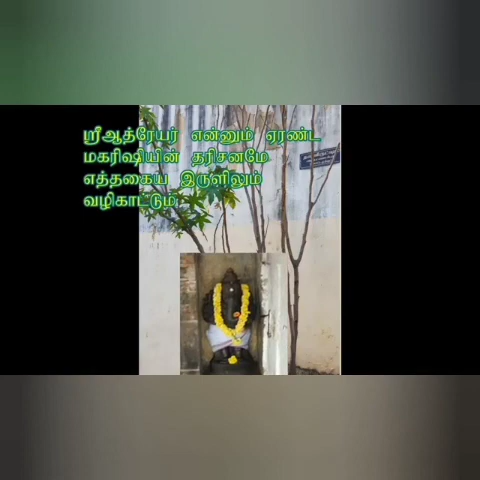 ஸ்ரீஆத்ரேயர் என்னும் ஏரண்ட
மகரிஷியின் தரிசனமே
எத்தகைய இருளிலும்
வழிகாட்டும்